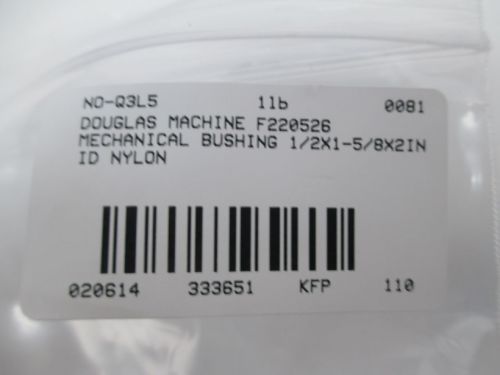 NO-Q3L5 1lb 0081
DOUGLAS MACHINE F220526
MECHANICAL BUSHING 1/2X1-5/8X2IN
ID NYLON
020614 333651 KFP 110